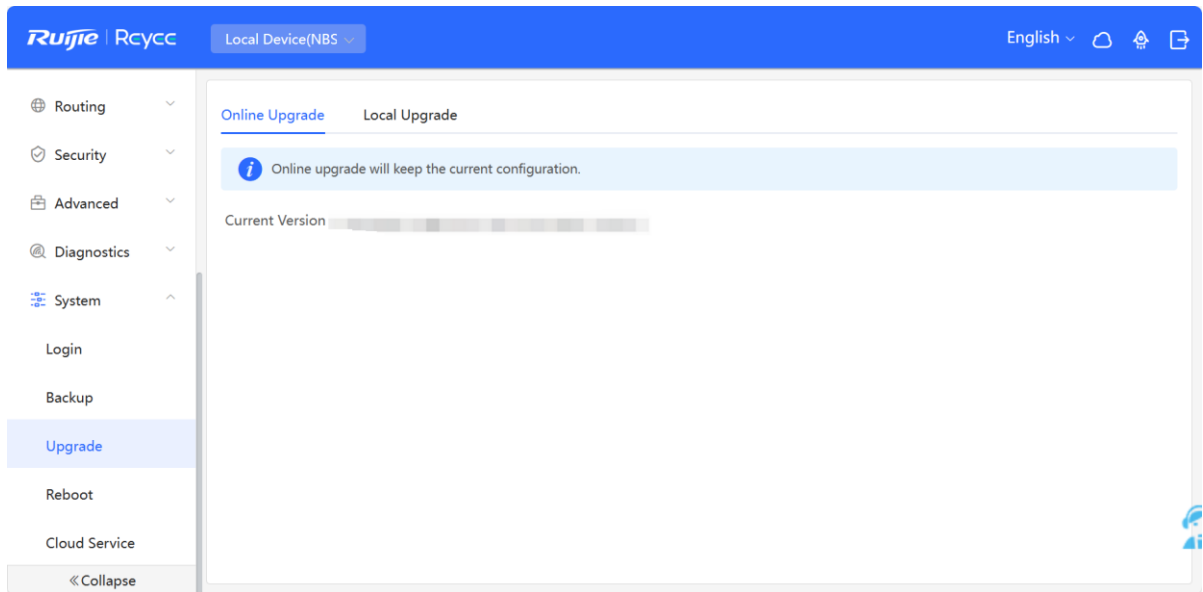 Ruijie | Rcycc
Local Device(NBS
English
Routing
Security
Advanced
Diagnostics
System
Login
Backup
Upgrade
Reboot
Cloud Service
≪Collapse
Online Upgrade Local Upgrade
Online upgrade will keep the current configuration.
Current Version